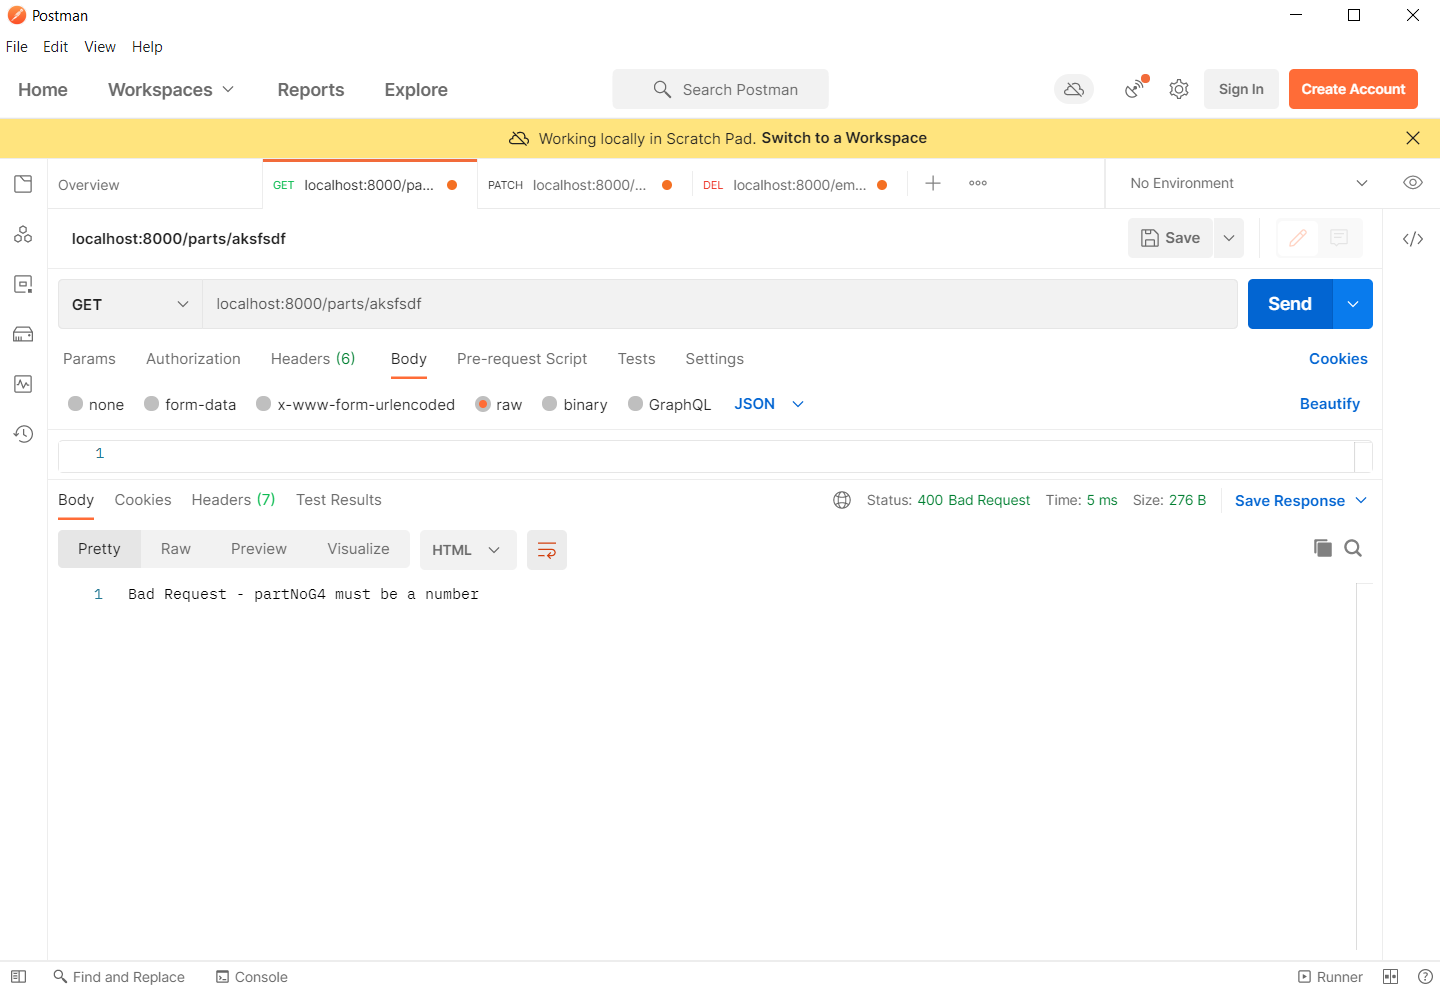 Postman
File Edit View Help
Home Workspaces Reports Explore Search Postman Sign In Create Account
Working locally in Scratch Pad. Switch to a Workspace
Overview GET localhost:8000/pa... PATCH localhost:8000/... DEL localhost:8000/em... No Environment
localhost:8000/parts/aksfsdf Save
GET localhost:8000/parts/aksfsdf Send
Params Authorization Headers (6) Body Pre-request Script Tests Settings Cookies
none form-data x-www-form-urlencoded raw binary GraphQL JSON Beautify
1
Body Cookies Headers (7) Test Results Status: 400 Bad Request Time: 5 ms Size: 276 B Save Response
Pretty Raw Preview Visualize HTML
1 Bad Request - partNoG4 must be a number
Find and Replace Console Runner